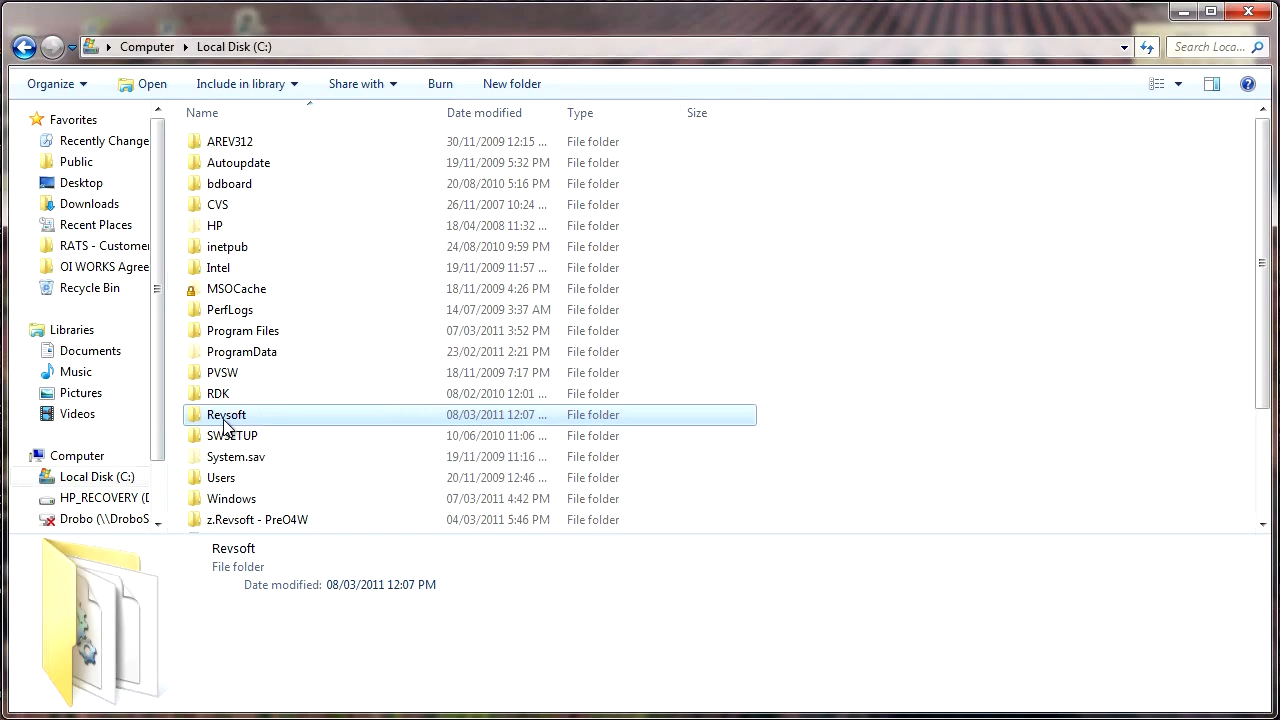 Computer Local Disk (C:) Search Loca...
Organize Open Include in library Share with Burn New folder
Name Date modified Type Size
Favorites
Recently Change
Public
Desktop
Downloads
Recent Places
RATS - Custome
OI WORKS Agree
Recycle Bin
Libraries
Documents
Music
Pictures
Videos
Computer
Local Disk (C:)
HP_RECOVERY (D
Drobo (\\DroboS
AREV312 30/11/2009 12:15 ... File folder
Autoupdate 19/11/2009 5:32 PM File folder
bdboard 20/08/2010 5:16 PM File folder
CVS 26/11/2007 10:24 ... File folder
HP 18/04/2008 11:32 ... File folder
inetpub 24/08/2010 9:59 PM File folder
Intel 19/11/2009 11:57 ... File folder
MSOCache 18/11/2009 4:26 PM File folder
PerfLogs 14/07/2009 3:37 AM File folder
Program Files 07/03/2011 3:52 PM File folder
ProgramData 23/02/2011 2:21 PM File folder
PVSW 18/11/2009 7:17 PM File folder
RDK 08/02/2010 12:01 ... File folder
Revsoft 08/03/2011 12:07 ... File folder
SWSETUP 10/06/2010 11:06 ... File folder
System.sav 19/11/2009 11:16 ... File folder
Users 20/11/2009 12:46 ... File folder
Windows 07/03/2011 4:42 PM File folder
z.Revsoft - PreO4W 04/03/2011 5:46 PM File folder
Revsoft
File folder
Date modified: 08/03/2011 12:07 PM